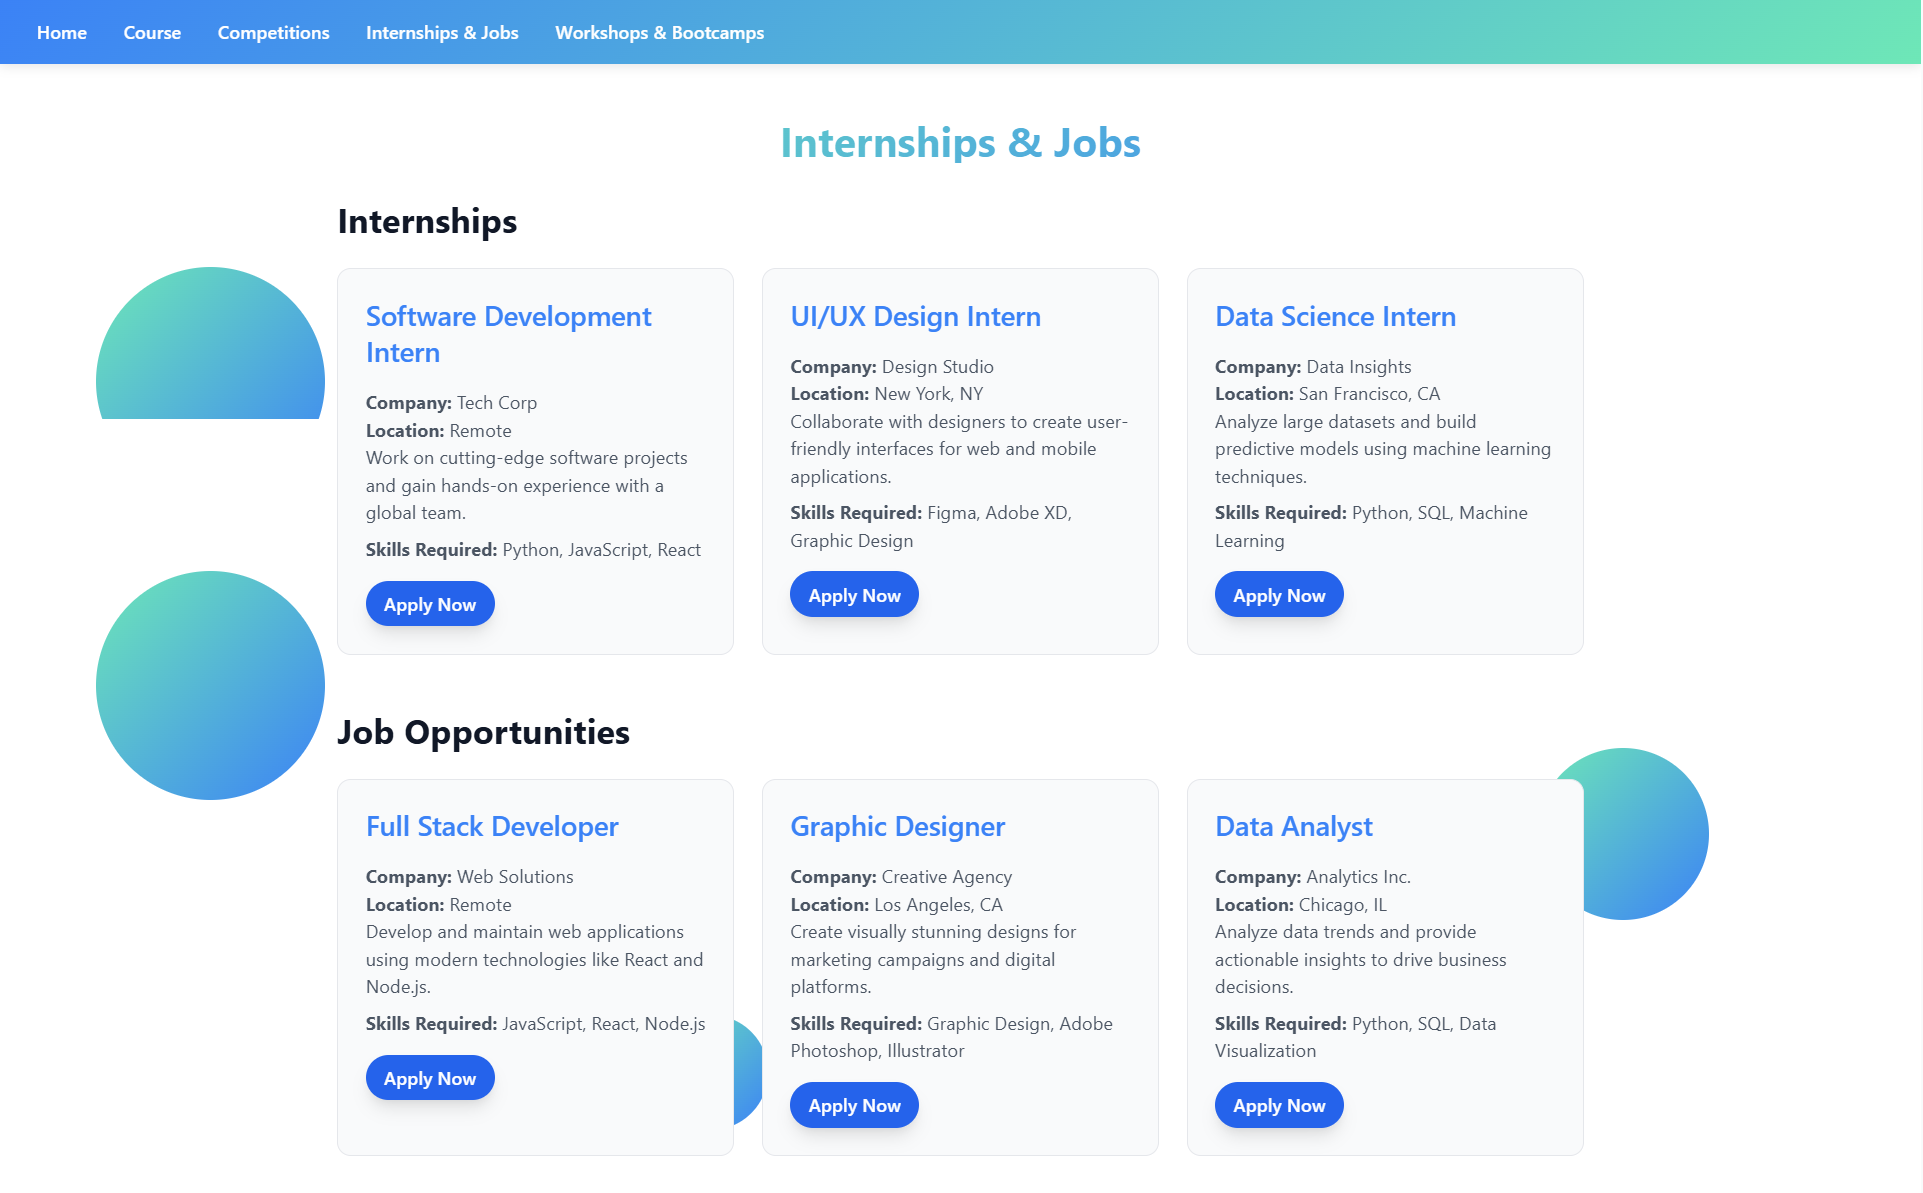 Home Course Competitions Internships & Jobs Workshops & Bootcamps
Internships & Jobs
Internships
Software Development
Intern
Company: Tech Corp
Location: Remote
Work on cutting-edge software projects
and gain hands-on experience with a
global team.
Skills Required: Python, JavaScript, React
Apply Now
UI/UX Design Intern
Company: Design Studio
Location: New York, NY
Collaborate with designers to create user-
friendly interfaces for web and mobile
applications.
Skills Required: Figma, Adobe XD,
Graphic Design
Apply Now
Data Science Intern
Company: Data Insights
Location: San Francisco, CA
Analyze large datasets and build
predictive models using machine learning
techniques.
Skills Required: Python, SQL, Machine
Learning
Apply Now
Job Opportunities
Full Stack Developer
Company: Web Solutions
Location: Remote
Develop and maintain web applications
using modern technologies like React and
Node.js.
Skills Required: JavaScript, React, Node.js
Apply Now
Graphic Designer
Company: Creative Agency
Location: Los Angeles, CA
Create visually stunning designs for
marketing campaigns and digital
platforms.
Skills Required: Graphic Design, Adobe
Photoshop, Illustrator
Apply Now
Data Analyst
Company: Analytics Inc.
Location: Chicago, IL
Analyze data trends and provide
actionable insights to drive business
decisions.
Skills Required: Python, SQL, Data
Visualization
Apply Now